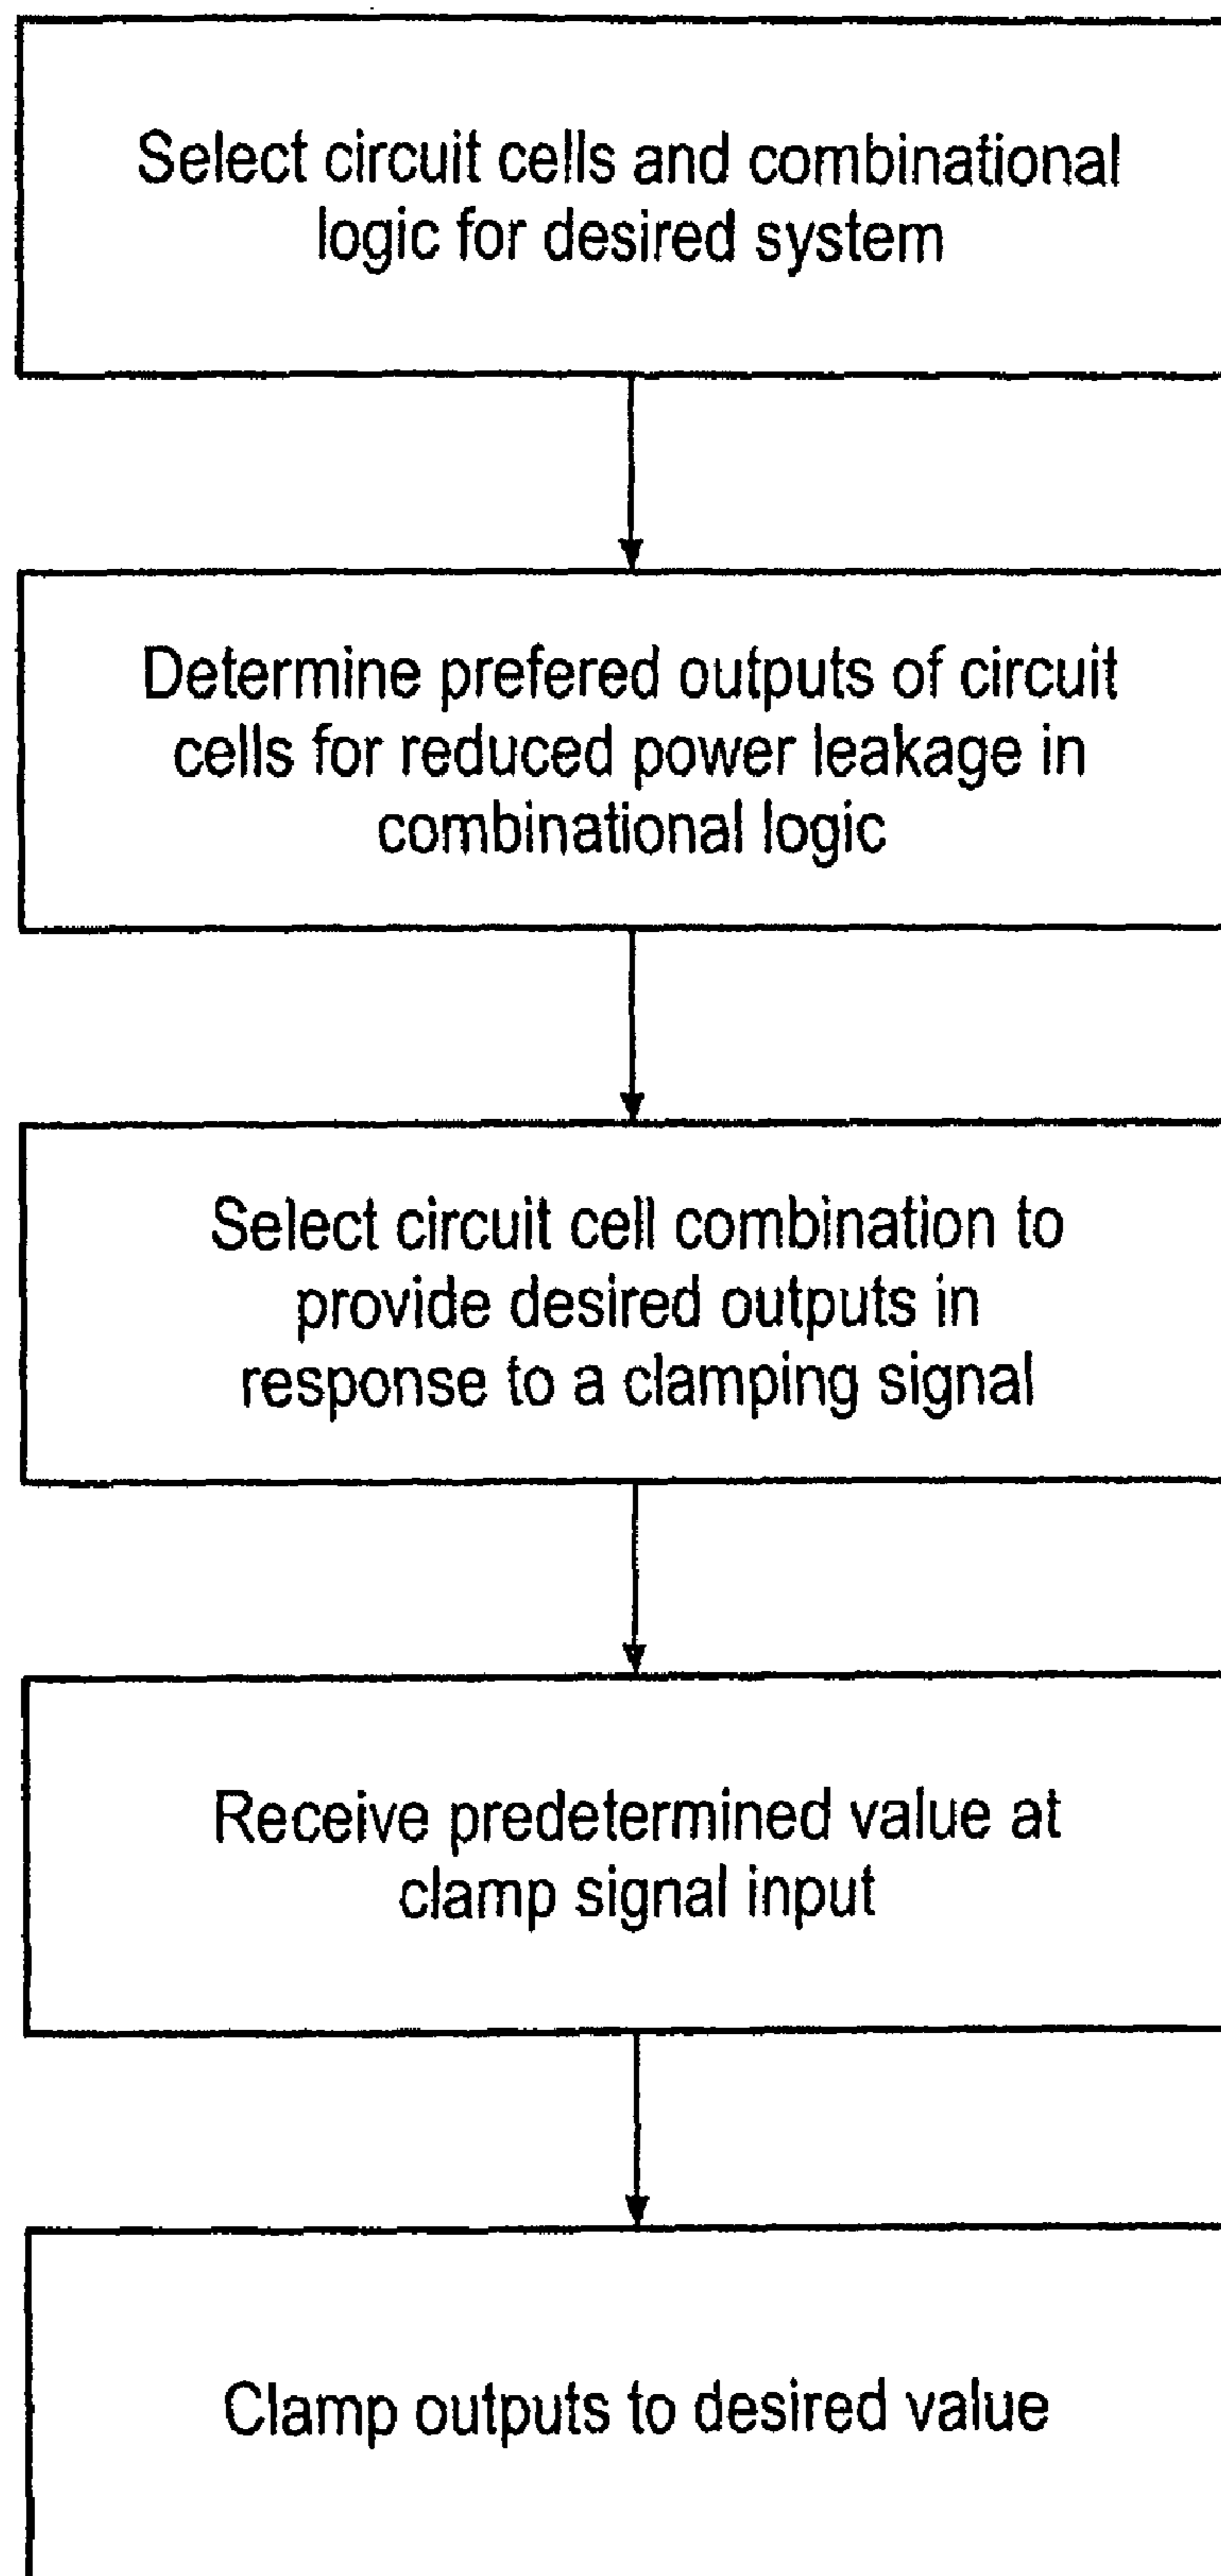 Select circuit cells and combinational
logic for desired system
Determine prefered outputs of circuit
cells for reduced power leakage in
combinational logic
Select circuit cell combination to
provide desired outputs in
response to a clamping signal
Receive predetermined value at
clamp signal input
Clamp outputs to desired value